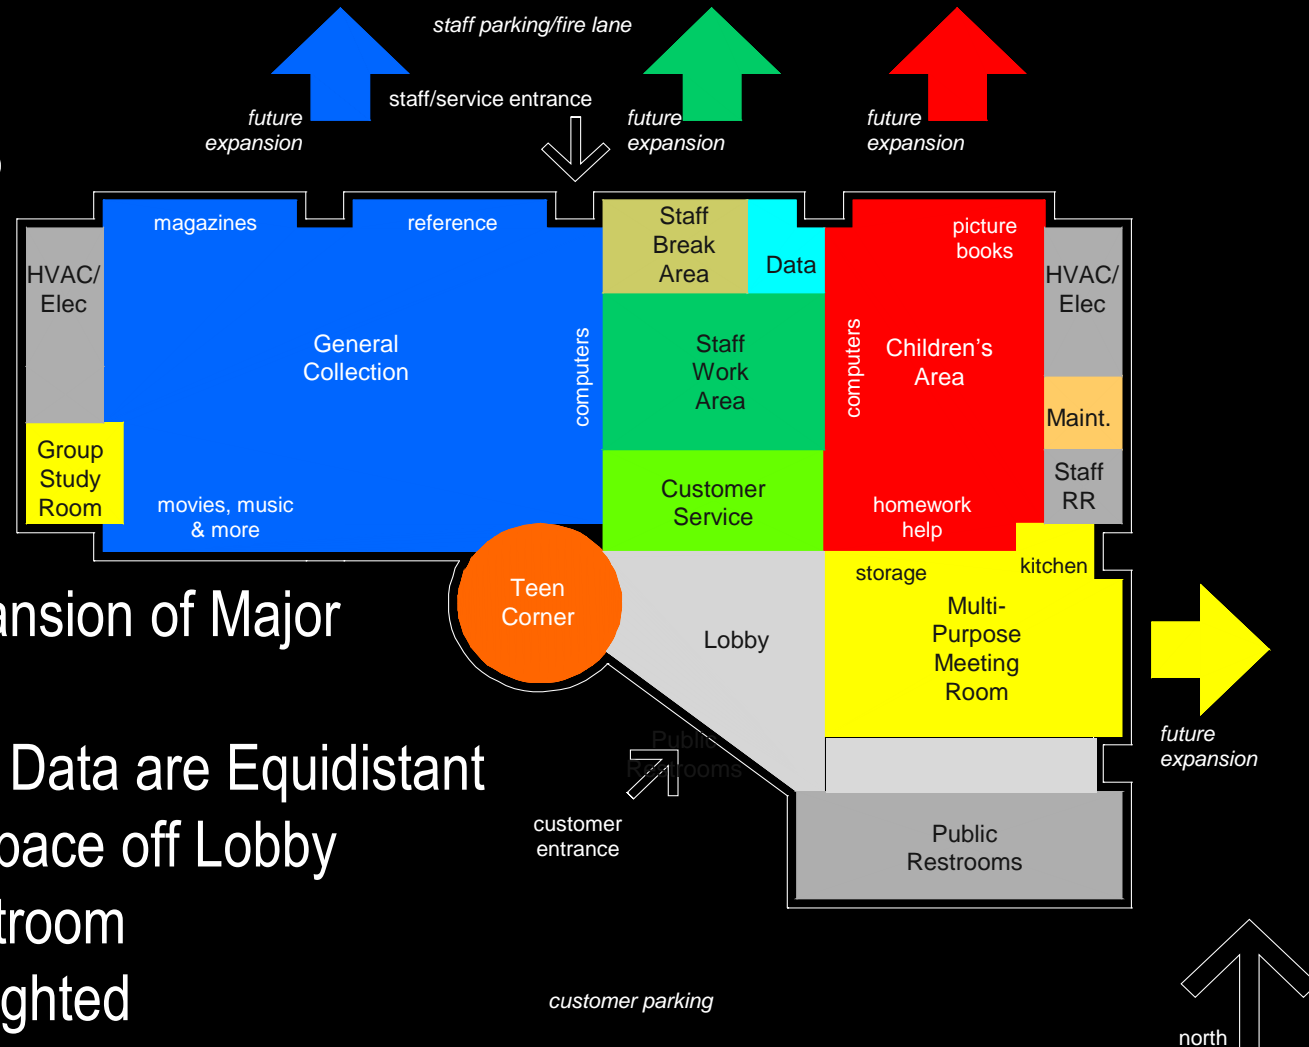 staff parking/fire lane
staff/service entrance
future
expansion
future
expansion
future
expansion
magazines
reference
Staff
Break
Area
Data
picture
books
HVAC/
Elec
HVAC/
Elec
General
Collection
computers
Staff
Work
Area
computers
Children's
Area
Maint.
Group
Study
Room
Staff
RR
movies, music
& more
Customer
Service
homework
help
storage
kitchen
Teen
Corner
Lobby
Multi-
Purpose
Meeting
Room
ansion of Major
Public
Restrooms
future
expansion
Data are Equidistant
customer
entrance
pace off Lobby
Public
Restrooms
troom
ghted
customer parking
north